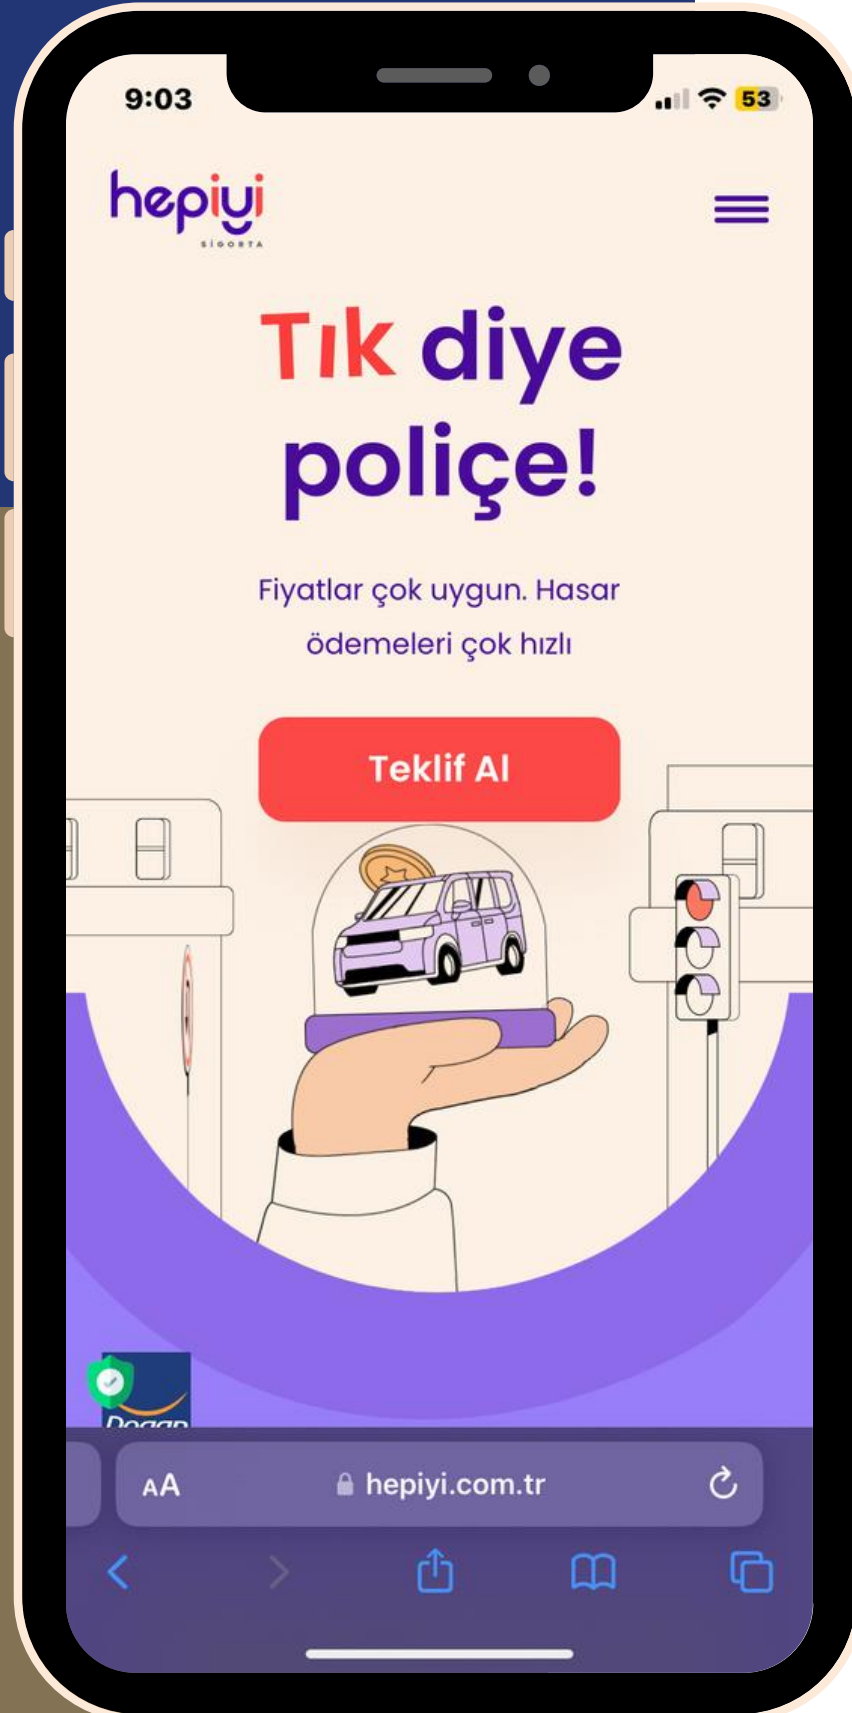 9:03
53
hepiyi
SİGORTA
Tık diye
poliçe!
Fiyatlar çok uygun. Hasar
ödemeleri çok hızlı
Teklif Al
AA
hepiyi.com.tr